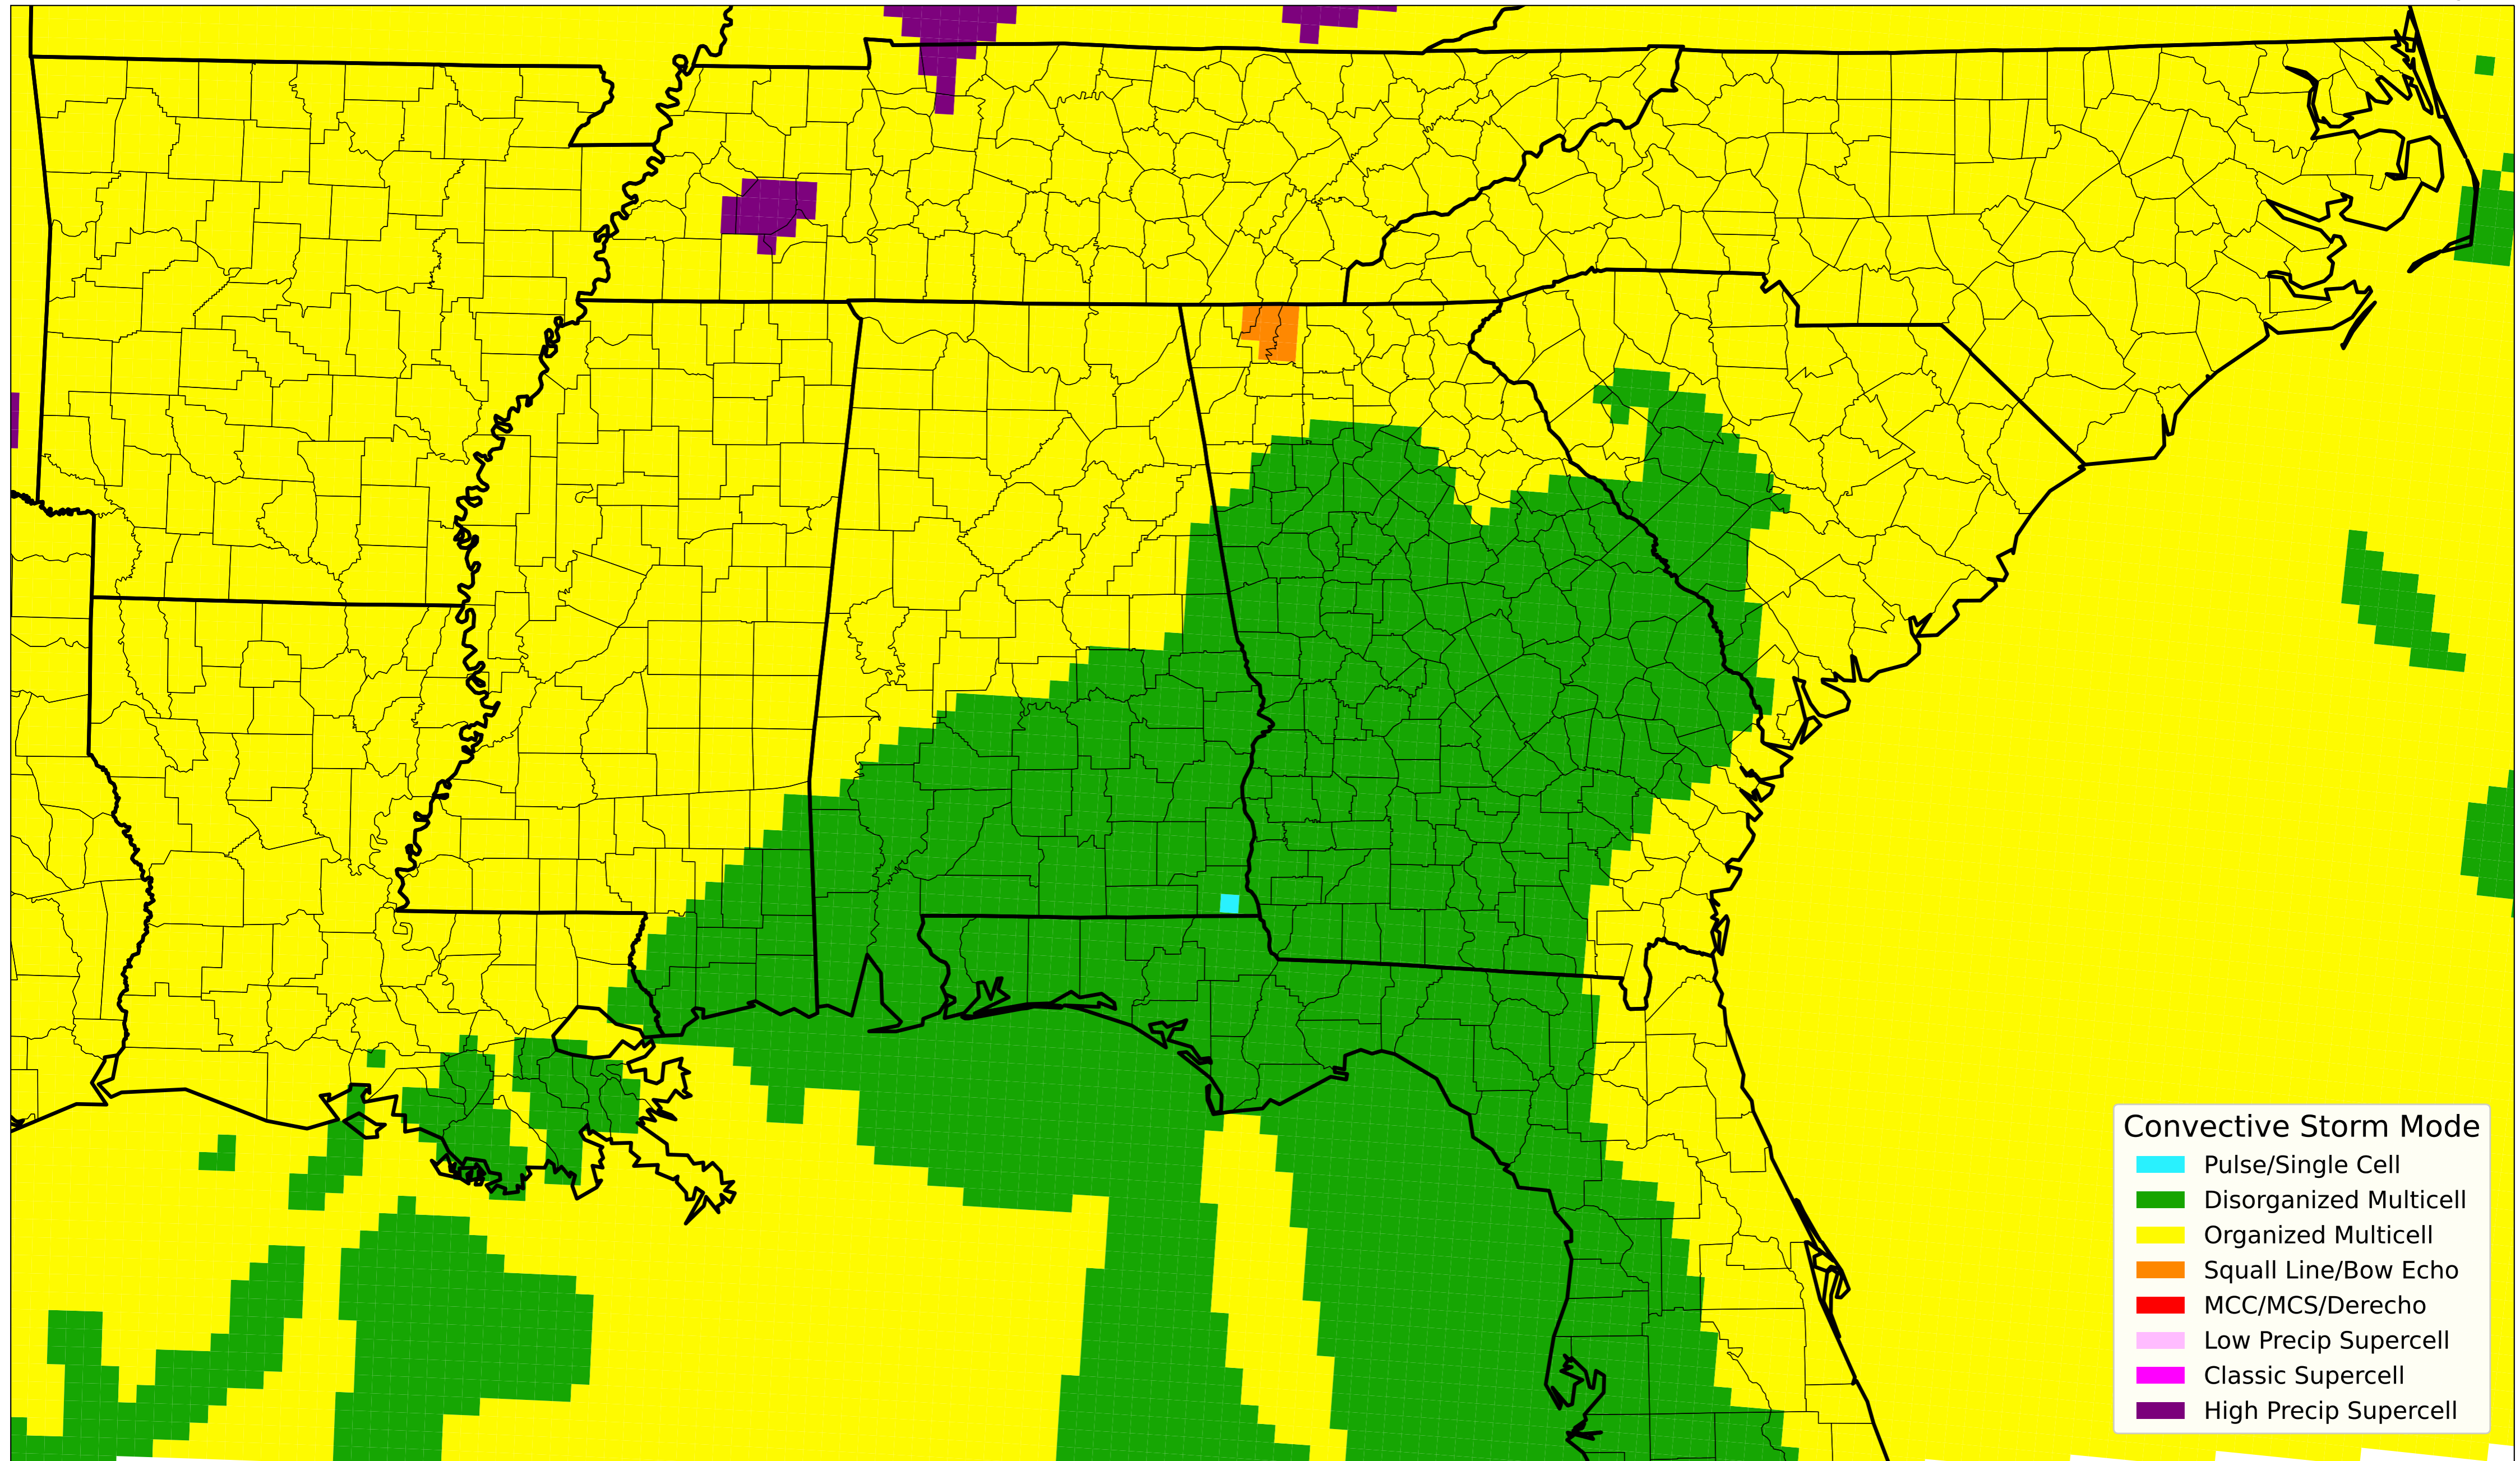 Convective Storm Mode
Pulse/Single Cell
Disorganized Multicell
Organized Multicell
Squall Line/Bow Echo
MCC/MCS/Derecho
Low Precip Supercell
Classic Supercell
High Precip Supercell